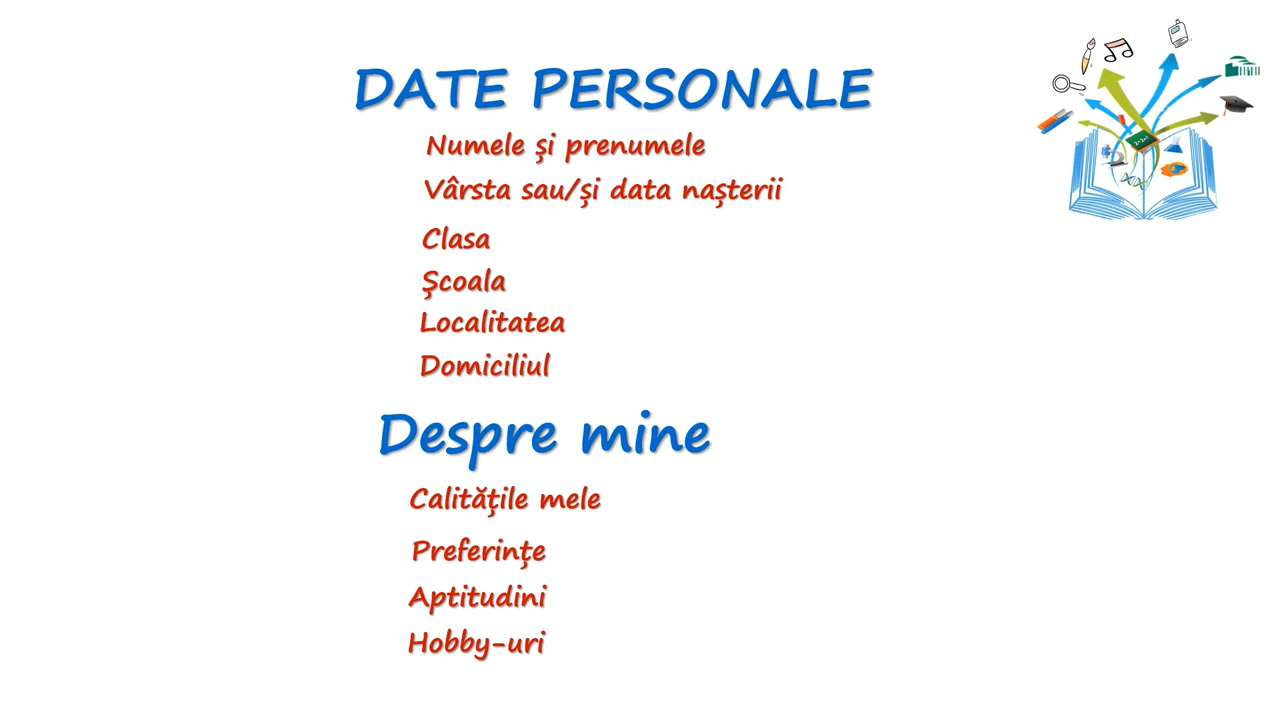 DATE PERSONALE
Numele și prenumele
Vârsta sau/și data nașterii
Clasa
Școala
Localitatea
Domiciliul
Despre mine
Calitățile mele
Preferințe
Aptitudini
Hobby-uri